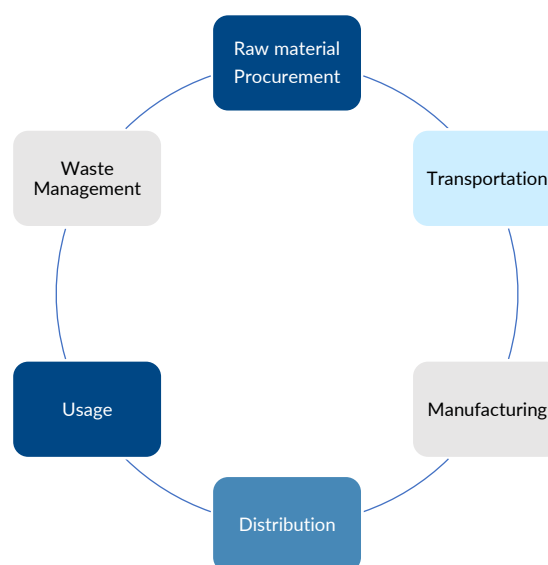 Raw material
Procurement
Transportation
Manufacturing
Distribution
Usage
Waste
Management